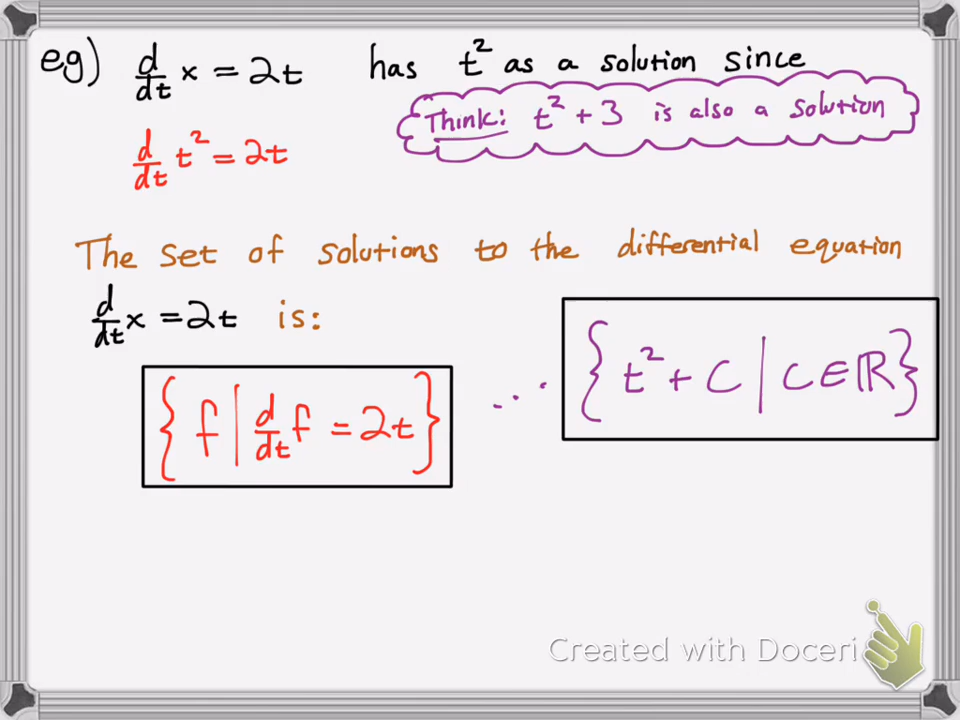 eg) d/dt x = 2t has t² as a solution since
Think: t² + 3 is also a solution
d/dt t² = 2t
The set of solutions to the differential equation
d/dt x = 2t is:
{ t² + C | C ∈ ℝ }
{ f | d/dt f = 2t } ...
Created with Doceri